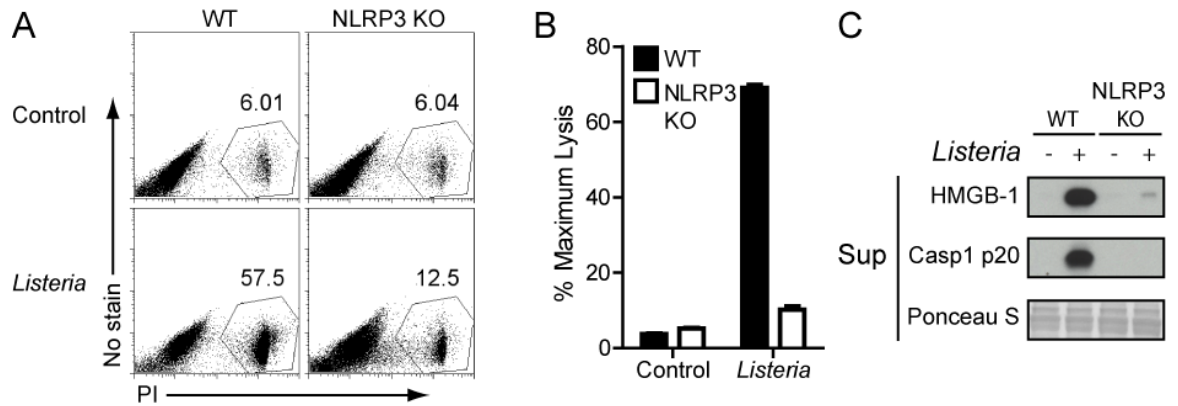 A
WT
NLRP3 KO
Control
6.01
6.04
Listeria
57.5
12.5
No stain
PI
B
% Maximum Lysis
80
60
40
20
0
WT
NLRP3
KO
Control
Listeria
C
NLRP3
WT
KO
Listeria
- + - +
Sup
HMGB-1
Casp1 p20
Ponceau S